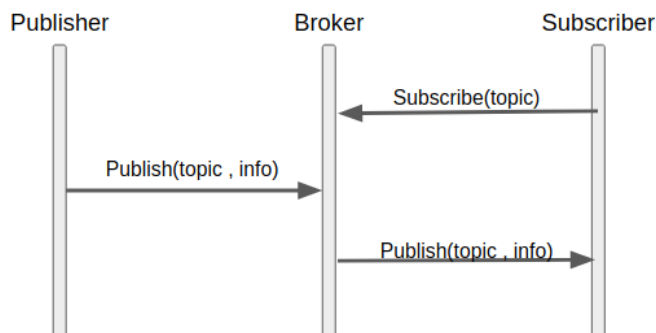 Publisher Broker Subscriber
Subscribe(topic)
Publish(topic , info)
Publish(topic , info)